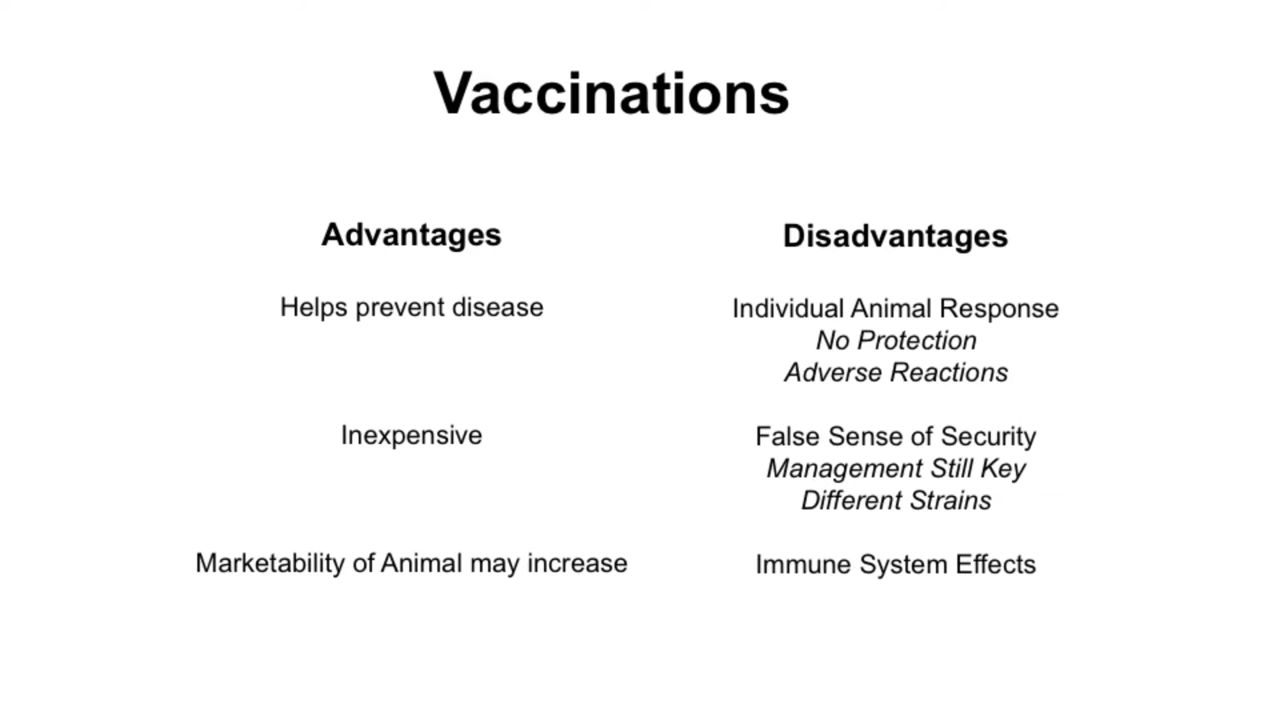 Vaccinations
Advantages
Helps prevent disease
Inexpensive
Marketability of Animal may increase
Disadvantages
Individual Animal Response
No Protection
Adverse Reactions
False Sense of Security
Management Still Key
Different Strains
Immune System Effects